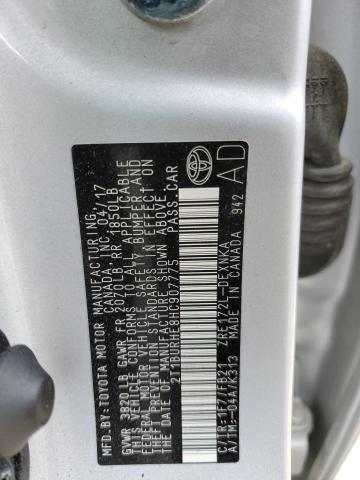 MFD.BY: TOYOTA MOTOR MANUFACTURING,
CANADA, INC. 04/17
GVWR 3820LB GAWR FR 2020LB RR 1850LB
THIS VEHICLE CONFORMS TO ALL APPLICABLE
FEDERAL MOTOR VEHICLE SAFETY, BUMPER, AND
THEFT PREVENTION STANDARDS IN EFFECT ON
THE DATE OF MANUFACTURE SHOWN ABOVE.
2T1BURHE8HC907775 PASS.CAR
C/TR: 1F7/FB21 ZRE172L-DEXNKA
A/TM: -04A/K313 MADE IN CANADA 942
AD